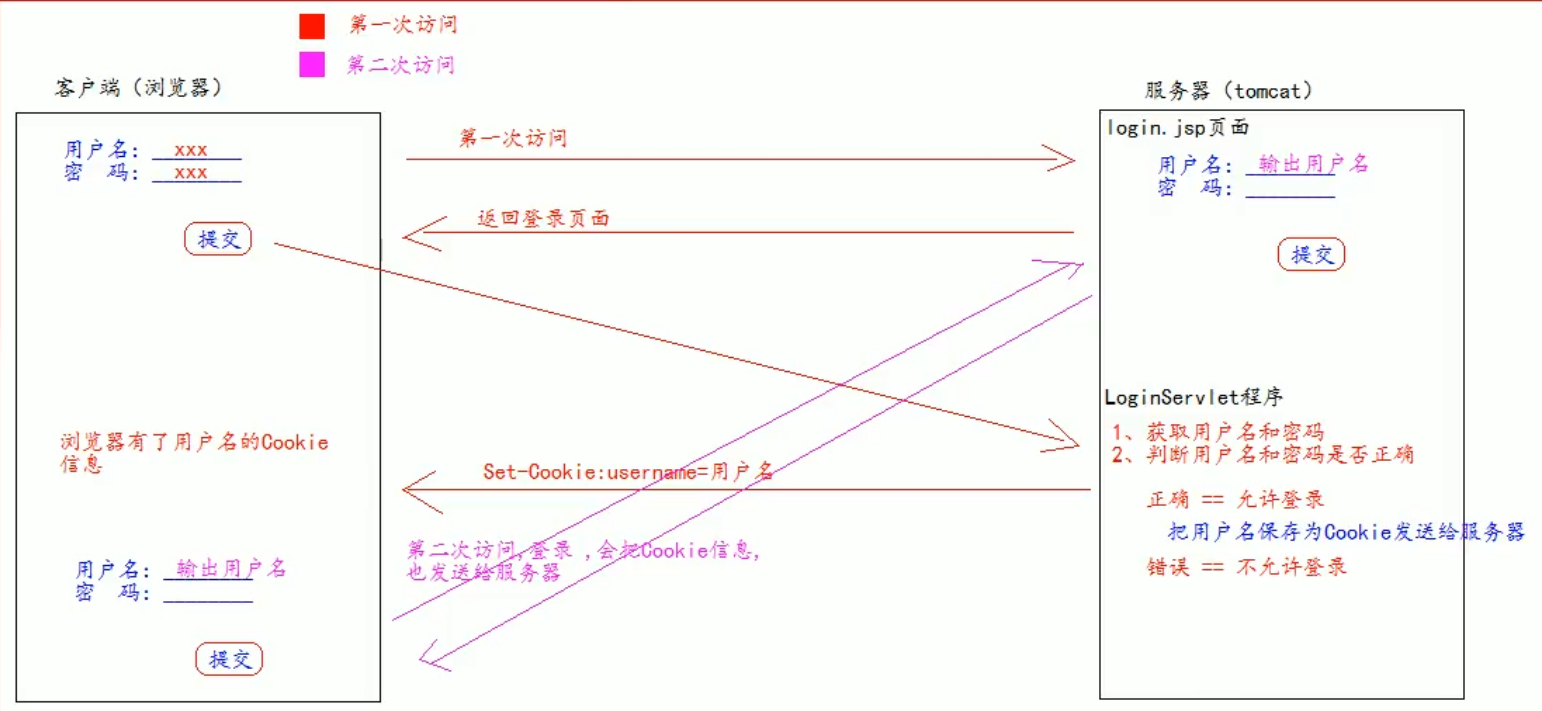 第一次访问
第二次访问
客户端（浏览器）
用户名: xxx
密 码: xxx
提交
浏览器有了用户名的Cookie
信息
用户名: 输出用户名
密 码:
提交
第一次访问
返回登录页面
Set-Cookie:username=用户名
第二次访问,登录 ,会把Cookie信息,
也发送给服务器
服务器（tomcat）
login.jsp页面
用户名: 输出用户名
密 码:
提交
LoginServlet程序
1、获取用户名和密码
2、判断用户名和密码是否正确
正确 == 允许登录
把用户名保存为Cookie发送给服务器
错误 == 不允许登录